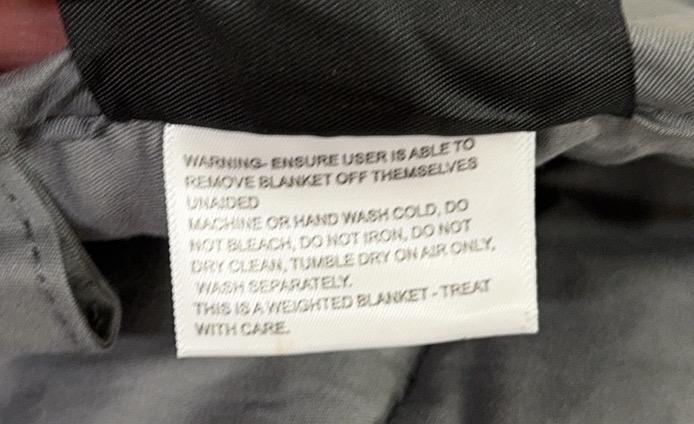 WARNING- ENSURE USER IS ABLE TO
REMOVE BLANKET OFF THEMSELVES
UNAIDED
MACHINE OR HAND WASH COLD, DO
NOT BLEACH, DO NOT IRON, DO NOT
DRY CLEAN, TUMBLE DRY ON AIR ONLY,
WASH SEPARATELY.
THIS IS A WEIGHTED BLANKET - TREAT
WITH CARE.